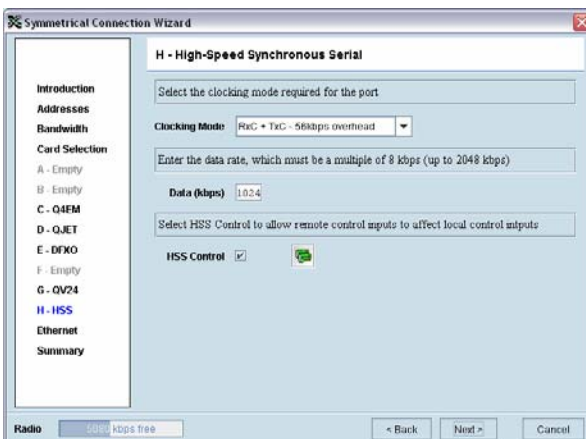 Symmetrical Connection Wizard
Introduction
Addresses
Bandwidth
Card Selection
A - Empty
B - Empty
C - Q4EM
D - QJET
E - DFXO
F - Empty
G - QV24
H - HSS
Ethernet
Summary
H - High-Speed Synchronous Serial
Select the clocking mode required for the port
Clocking Mode RxC + TxC - 56kbps overhead
Enter the data rate, which must be a multiple of 8 kbps (up to 2048 kbps)
Data (kbps) 1024
Select HSS Control to allow remote control inputs to affect local control intputs
HSS Control
Radio 5080 kbps free
< Back
Next >
Cancel